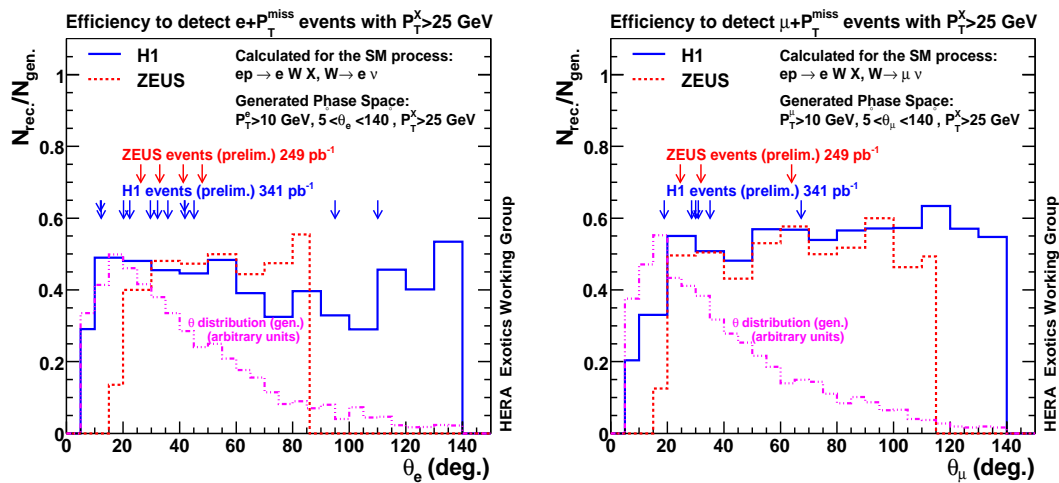 Efficiency to detect e+P_T^miss events with P_T^X>25 GeV
N_rec./N_gen.
H1
ZEUS
Calculated for the SM process:
ep → e W X, W→ e ν
Generated Phase Space:
P_T^e>10 GeV, 5°<θ_e<140°, P_T^X>25 GeV
ZEUS events (prelim.) 249 pb⁻¹
H1 events (prelim.) 341 pb⁻¹
θ distribution (gen.)
(arbitrary units)
1
0.8
0.6
0.4
0.2
0
0 20 40 60 80 100 120 140
θ_e (deg.)
HERA Exotics Working Group
Efficiency to detect μ+P_T^miss events with P_T^X>25 GeV
N_rec./N_gen.
H1
ZEUS
Calculated for the SM process:
ep → e W X, W→ μ ν
Generated Phase Space:
P_T^μ>10 GeV, 5°<θ_μ<140°, P_T^X>25 GeV
ZEUS events (prelim.) 249 pb⁻¹
H1 events (prelim.) 341 pb⁻¹
θ distribution (gen.)
(arbitrary units)
1
0.8
0.6
0.4
0.2
0
0 20 40 60 80 100 120 140
θ_μ (deg.)
HERA Exotics Working Group